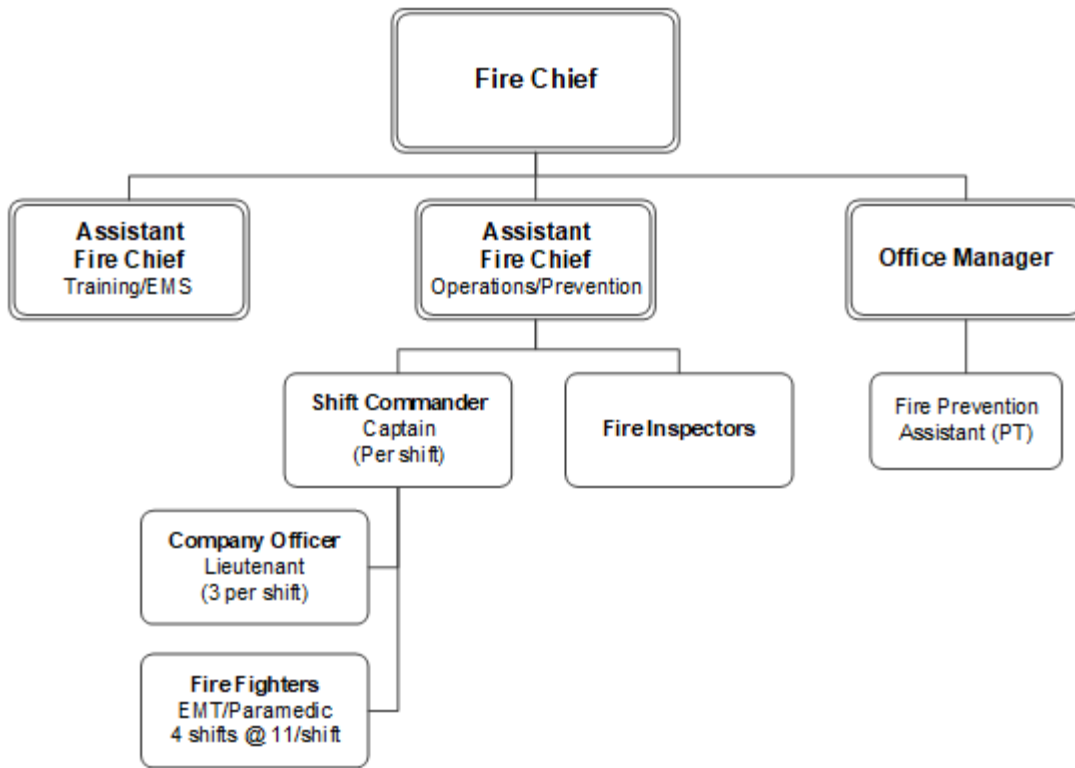 Fire Chief
Assistant
Fire Chief
Training/EMS
Assistant
Fire Chief
Operations/Prevention
Office Manager
Shift Commander
Captain
(Per shift)
Fire Inspectors
Fire Prevention
Assistant (PT)
Company Officer
Lieutenant
(3 per shift)
Fire Fighters
EMT/Paramedic
4 shifts @ 11/shift